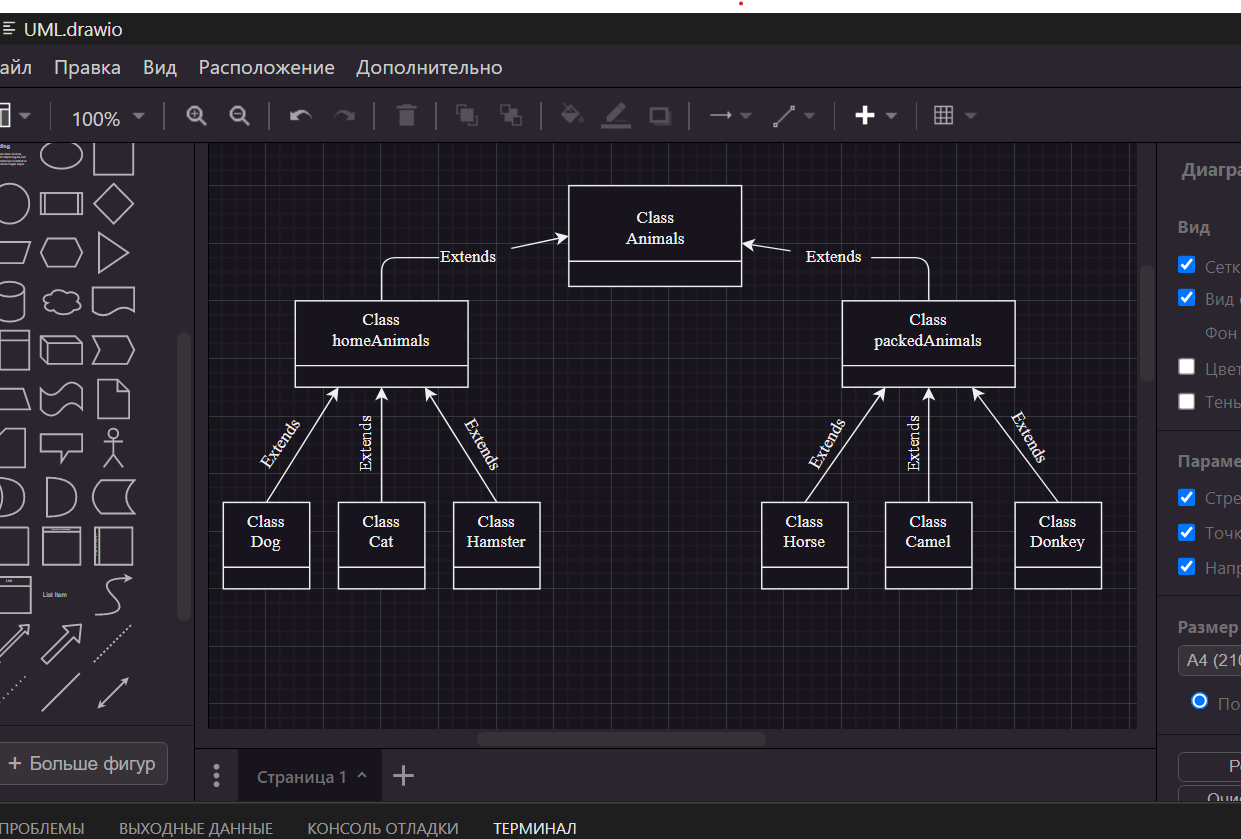 UML.drawio
айл Правка Вид Расположение Дополнительно
100%
List
List Item
+ Больше фигур
Class
Animals
Extends
Extends
Class
homeAnimals
Class
packedAnimals
Extends
Extends
Extends
Extends
Extends
Extends
Class
Dog
Class
Cat
Class
Hamster
Class
Horse
Class
Camel
Class
Donkey
Страница 1
Диагра
Вид
Сетк
Вид
Фон
Цвет
Тень
Параме
Стре
Точк
Напр
Размер
A4 (210
По
ПРОБЛЕМЫ ВЫХОДНЫЕ ДАННЫЕ КОНСОЛЬ ОТЛАДКИ ТЕРМИНАЛ